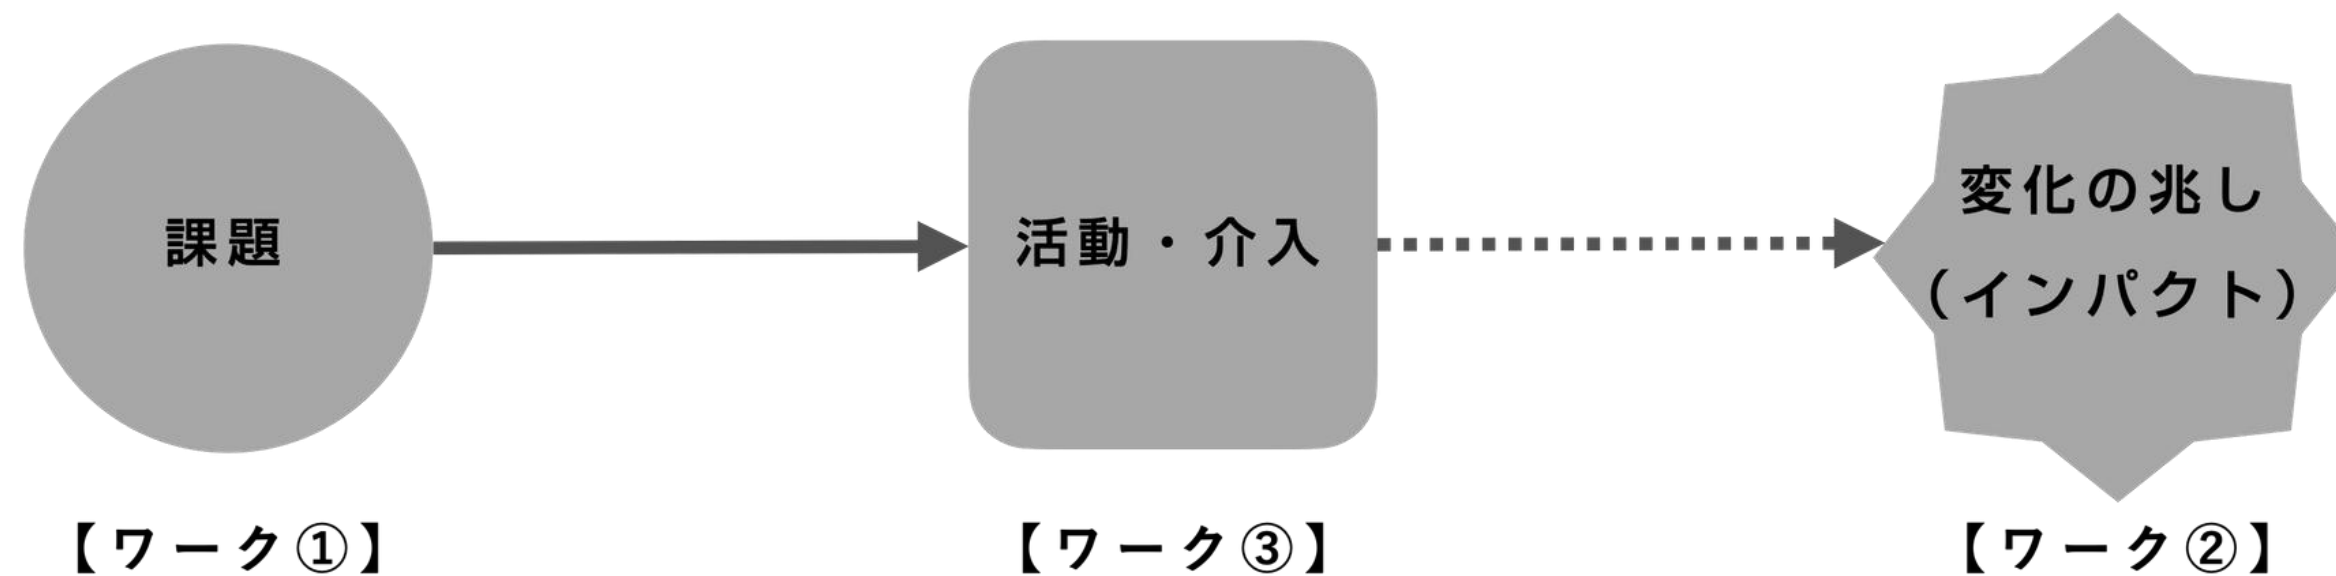 課題
活動・介入
変化の兆し
（インパクト）
【ワーク①】
【ワーク③】
【ワーク②】